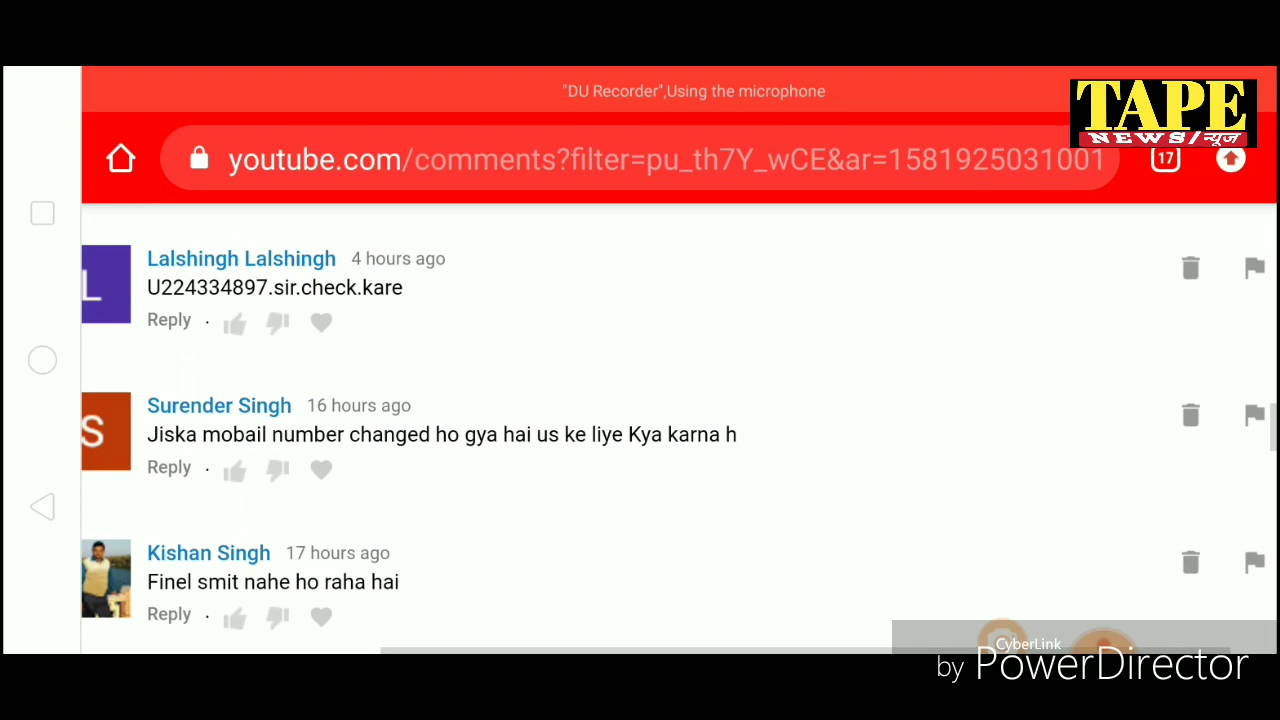 "DU Recorder",Using the microphone
TAPE
NEWS/न्यूज
youtube.com/comments?filter=pu_th7Y_wCE&ar=1581925031001
17
L
Lalshingh Lalshingh 4 hours ago
U224334897.sir.check.kare
Reply ·
S
Surender Singh 16 hours ago
Jiska mobail number changed ho gya hai us ke liye Kya karna h
Reply ·
Kishan Singh 17 hours ago
Finel smit nahe ho raha hai
Reply ·
CyberLink
by PowerDirector